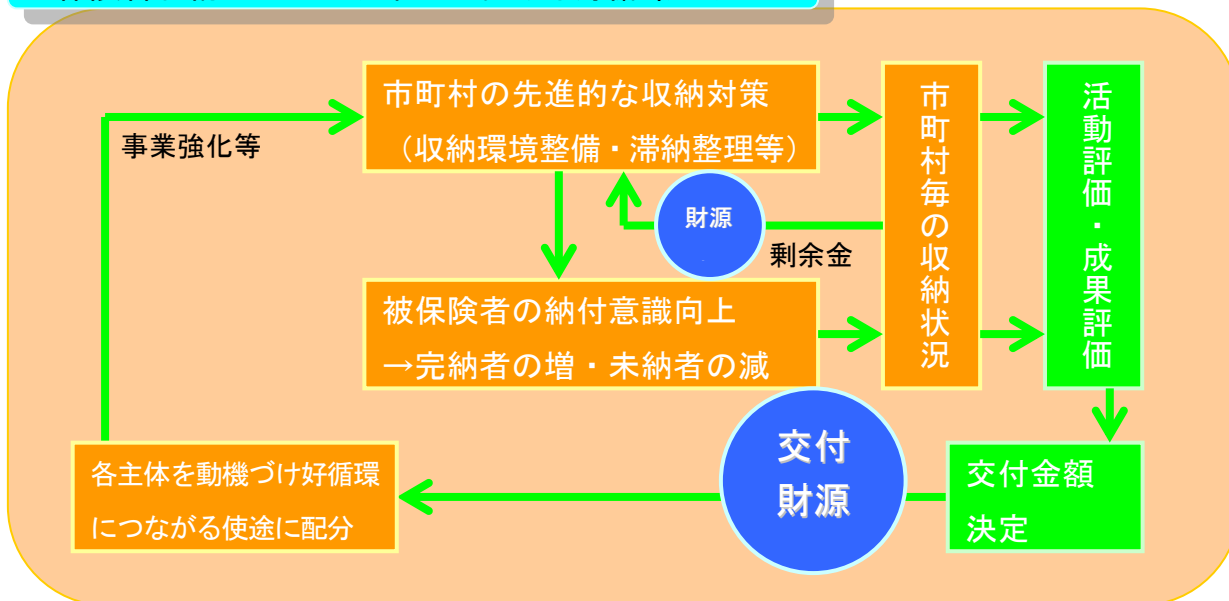 市町村の先進的な収納対策
（収納環境整備・滞納整理等）
事業強化等
財源
剰余金
被保険者の納付意識向上
→完納者の増・未納者の減
市町村毎の収納状況
活動評価・成果評価
交付
財源
交付金額
決定
各主体を動機づけ好循環
につながる使途に配分